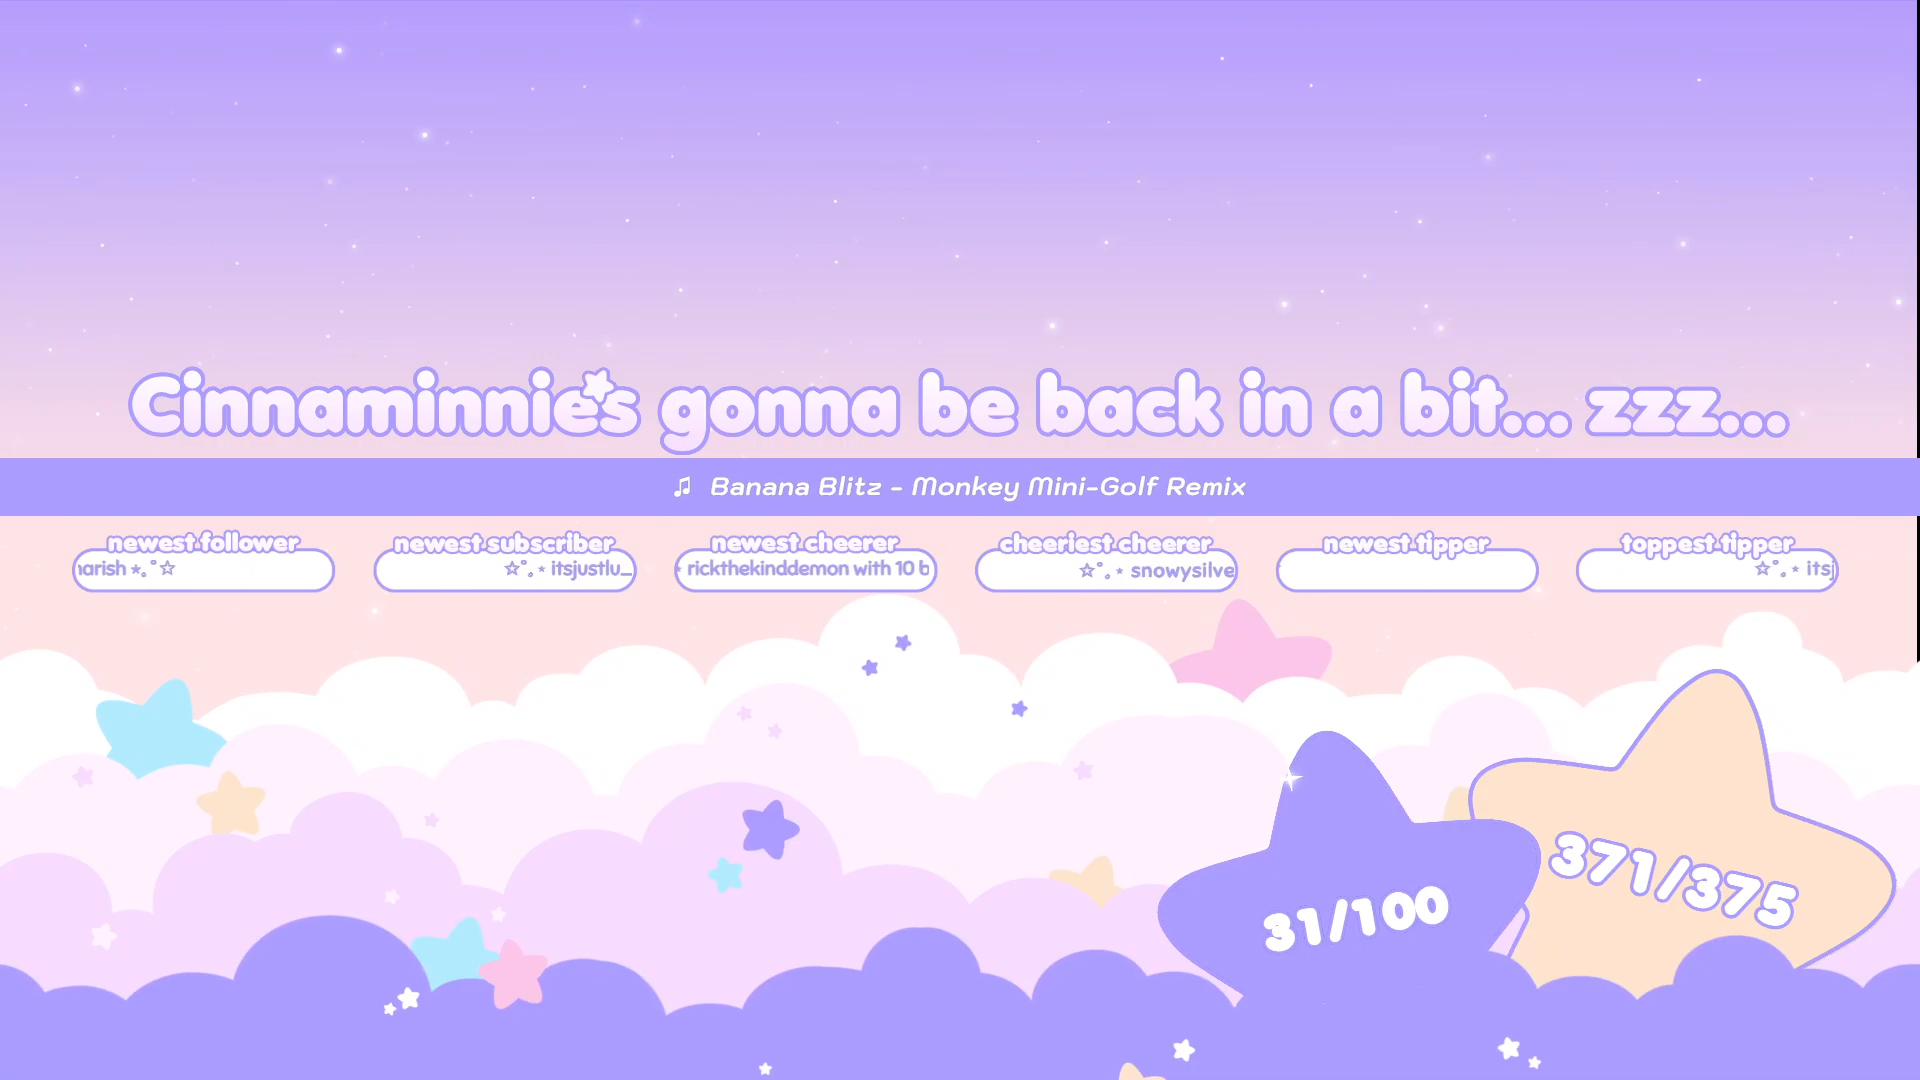 Cinnaminnie's gonna be back in a bit... zzz...
♫ Banana Blitz - Monkey Mini-Golf Remix
newest follower
newest subscriber
newest cheerer
cheeriest cheerer
newest tipper
toppest tipper
arish ⋆｡˚☆
☆˚｡⋆ itsjustlu_
⋆ rickthekinddemon with 10 b
☆˚｡⋆ snowysilve
☆˚｡⋆ itsj
371/375
31/100